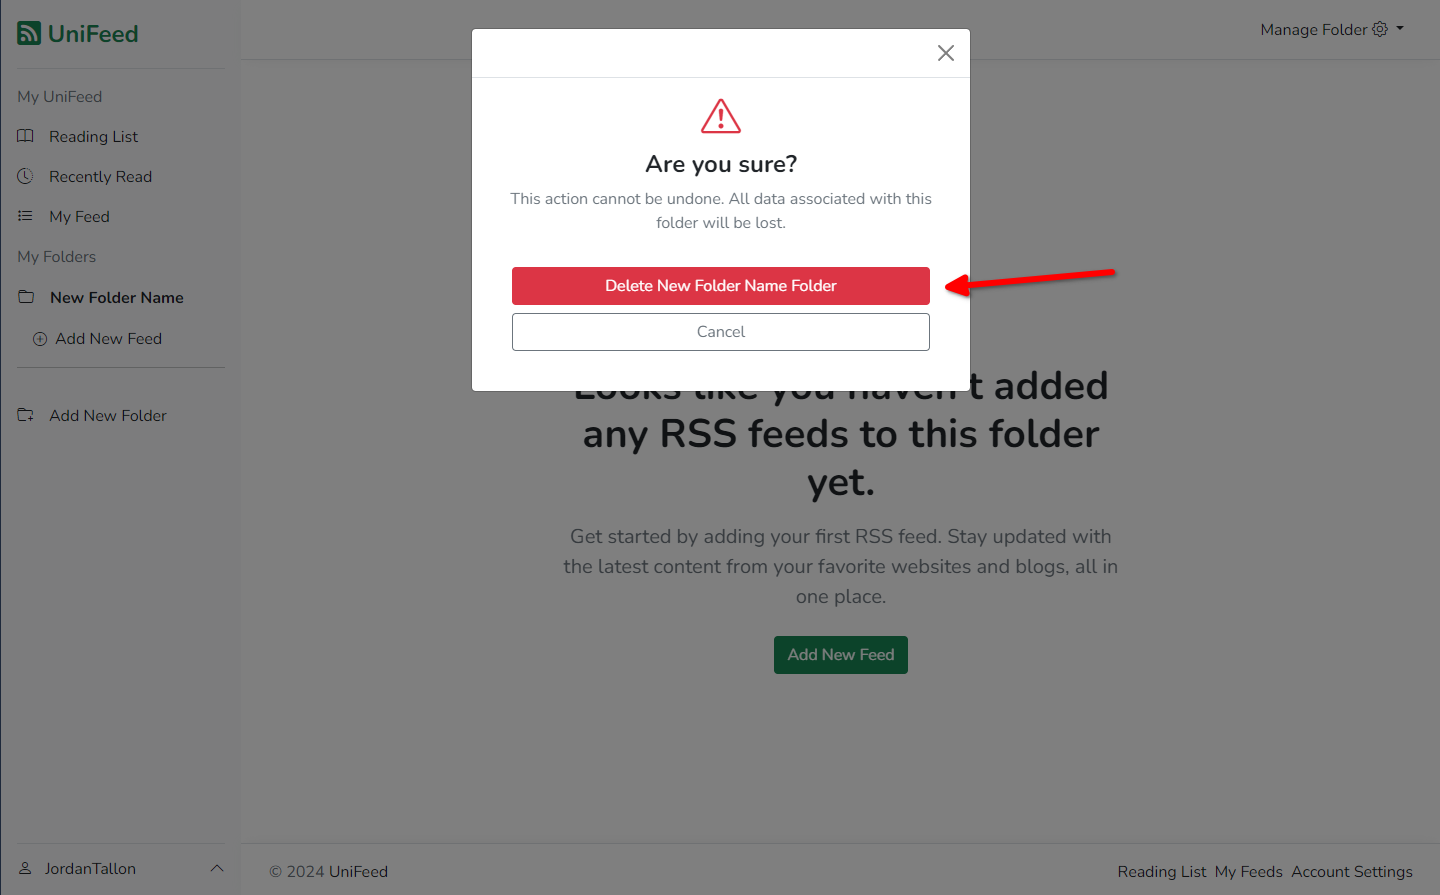 UniFeed
Manage Folder
My UniFeed
Reading List
Recently Read
My Feed
My Folders
New Folder Name
Add New Feed
Add New Folder
Are you sure?
This action cannot be undone. All data associated with this
folder will be lost.
Delete New Folder Name Folder
Cancel
Looks like you haven't added
any RSS feeds to this folder
yet.
Get started by adding your first RSS feed. Stay updated with
the latest content from your favorite websites and blogs, all in
one place.
Add New Feed
JordanTallon
© 2024 UniFeed
Reading List My Feeds Account Settings